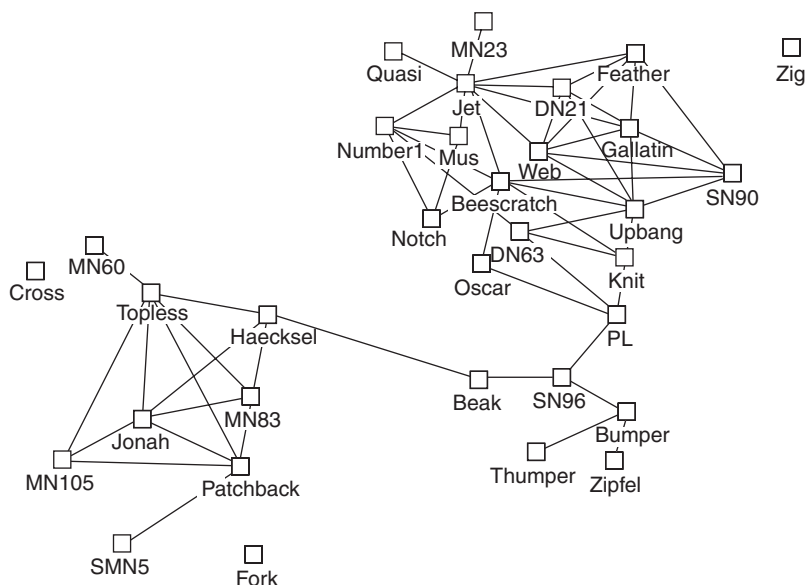 MN23
Quasi
Feather
Zig
Jet
DN21
Number1
Mus
Gallatin
Web
SN90
Beescratch
Notch
Upbang
DN63
MN60
Knit
Cross
Oscar
Topless
Haecksel
PL
Beak
SN96
MN83
Bumper
Jonah
Thumper
MN105
Patchback
Zipfel
SMN5
Fork